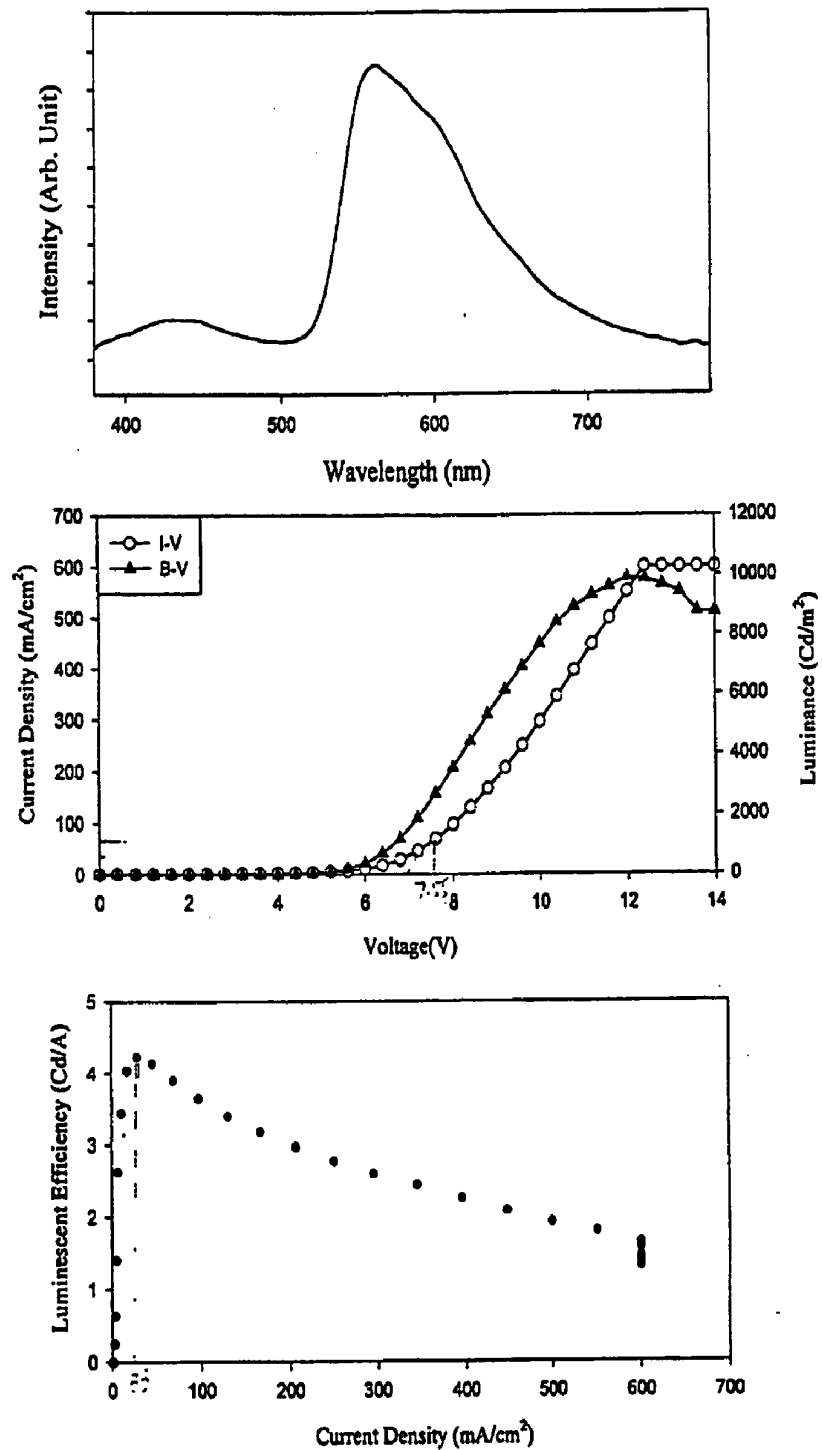 Intensity (Arb. Unit)
400 500 600 700
Wavelength (nm)
700
600
500
400
300
200
100
0
Current Density (mA/cm²)
I-V
B-V
12000
10000
8000
6000
4000
2000
0
Luminance (Cd/m²)
0 2 4 6 8 10 12 14
Voltage(V)
5
4
3
2
1
0
Luminescent Efficiency (Cd/A)
0 100 200 300 400 500 600 700
Current Density (mA/cm²)